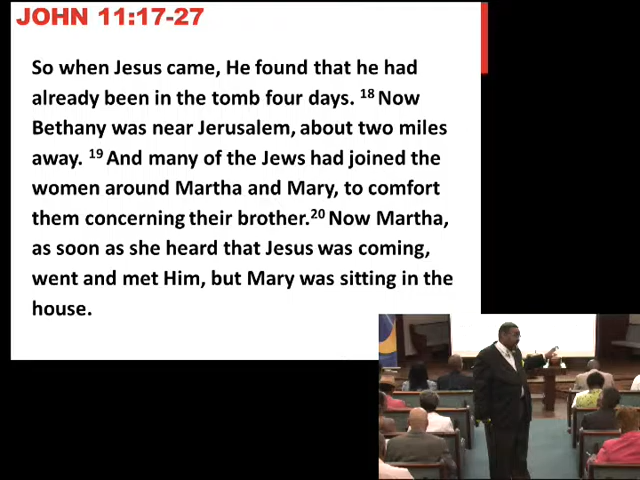 JOHN 11:17-27
So when Jesus came, He found that he had
already been in the tomb four days. 18 Now
Bethany was near Jerusalem, about two miles
away. 19 And many of the Jews had joined the
women around Martha and Mary, to comfort
them concerning their brother.20 Now Martha,
as soon as she heard that Jesus was coming,
went and met Him, but Mary was sitting in the
house.